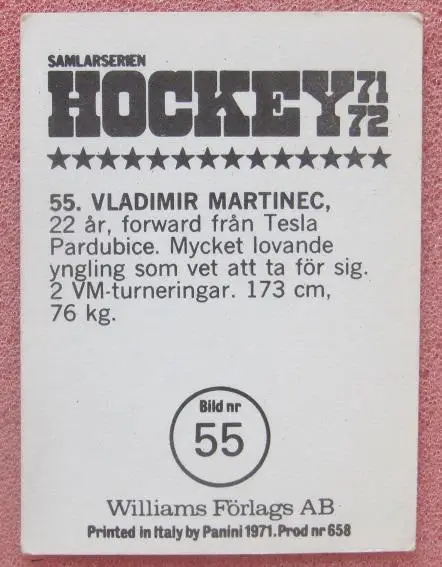 SAMLARSERIEN
HOCKEY 71
72
★★★★★★★★★★★★★★
55. VLADIMIR MARTINEC,
22 år, forward från Tesla
Pardubice. Mycket lovande
yngling som vet att ta för sig.
2 VM-turneringar. 173 cm,
76 kg.
Bild nr
55
Williams Förlags AB
Printed in Italy by Panini 1971. Prod nr 658